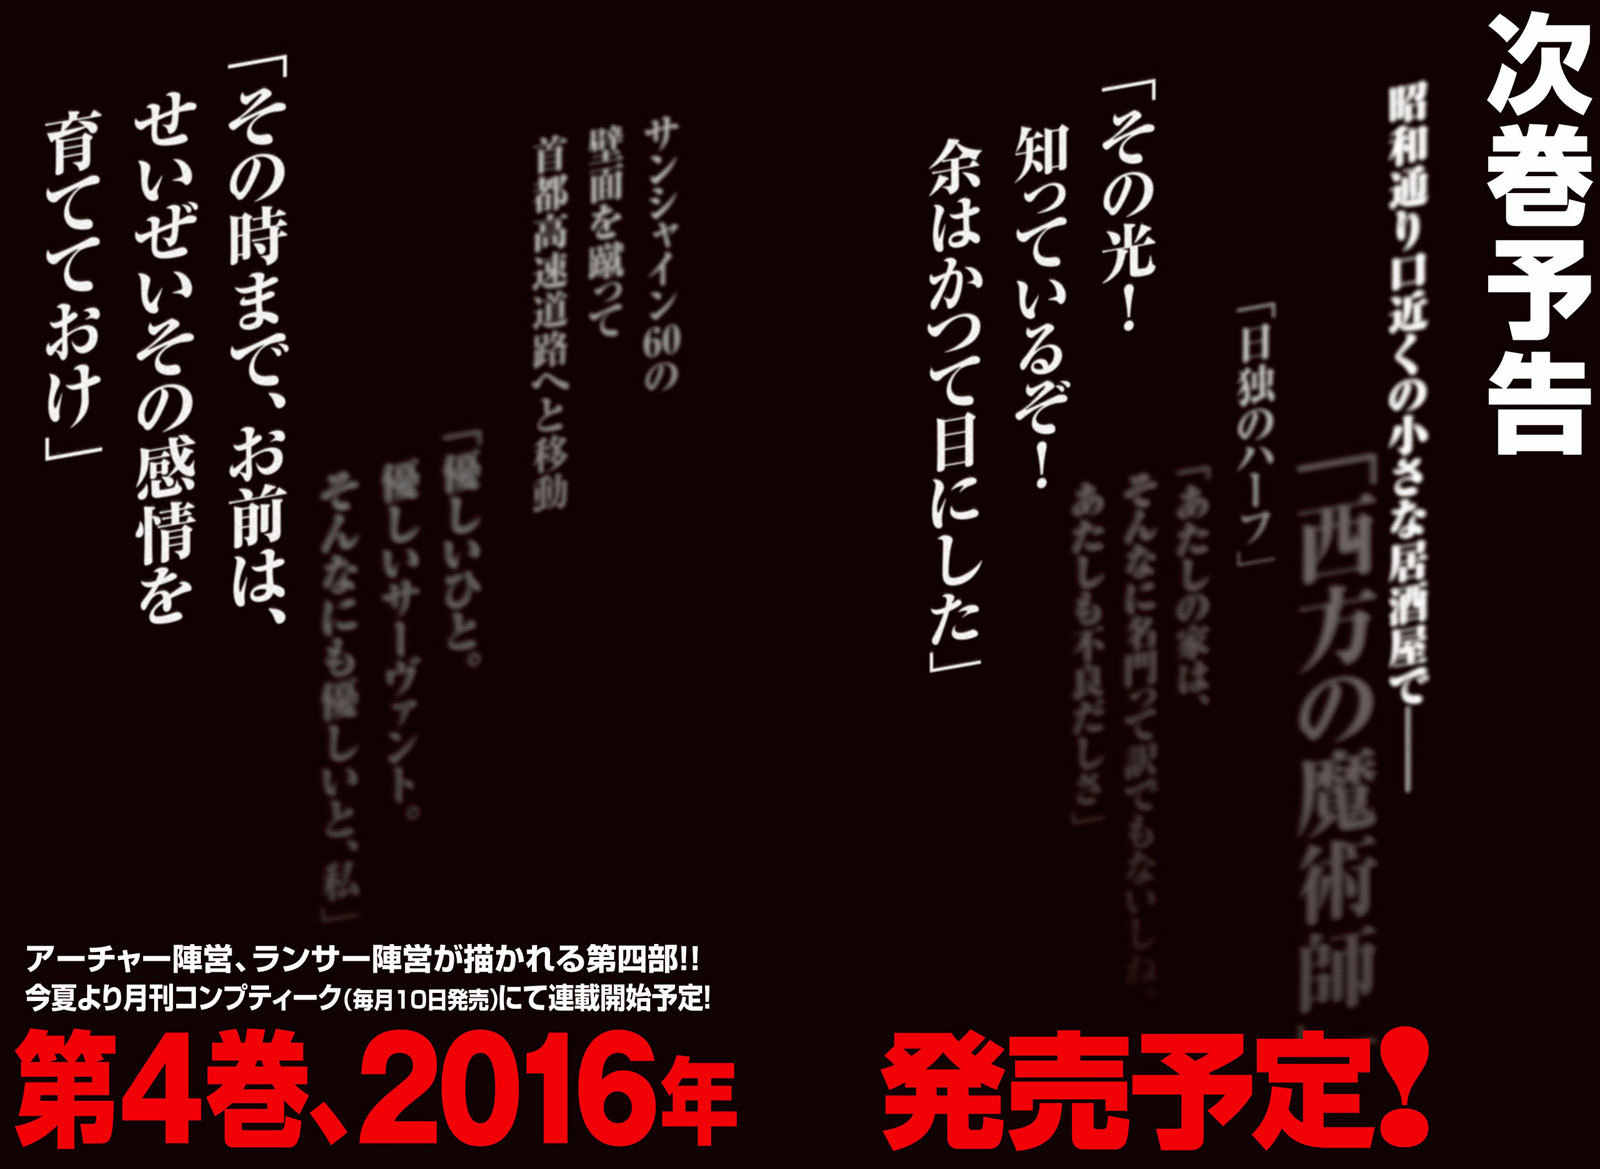 次巻予告
昭和通り口近くの小さな居酒屋で――
「西方の魔術師」
「日独のハーフ」
「あたしの家は、
そんなに名門って訳でもないしね、
あたしも不良だしさ」
「その光！
知っているぞ！
余はかつて目にした」
サンシャイン60の
壁面を蹴って
首都高速道路へと移動
「優しいひと。
優しいサーヴァント。
そんなにも優しいと、私」
「その時まで、お前は、
せいぜいその感情を
育てておけ」
アーチャー陣営、ランサー陣営が描かれる第四部!!
今夏より月刊コンプティーク（毎月10日発売）にて連載開始予定！
第4巻、2016年
発売予定！